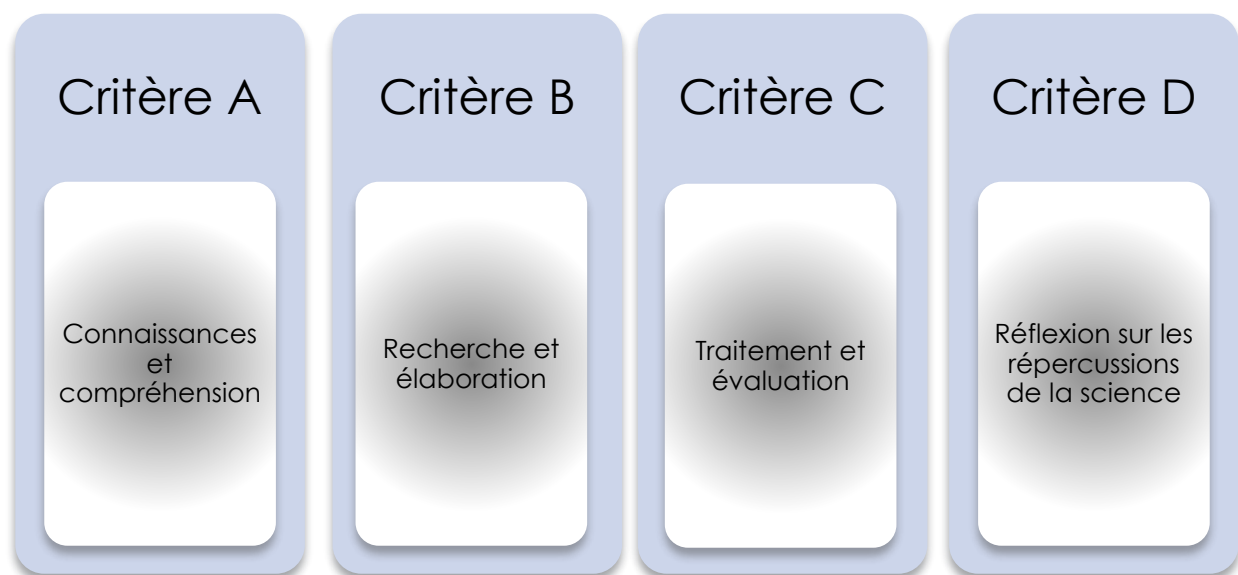 Critère A
Connaissances
et
compréhension
Critère B
Recherche et
élaboration
Critère C
Traitement et
évaluation
Critère D
Réflexion sur les
répercussions
de la science